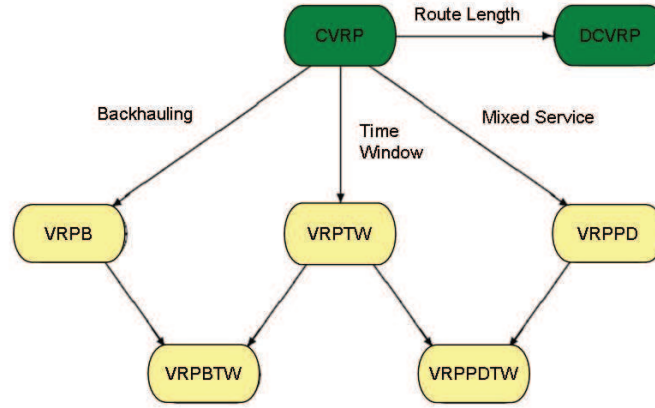 Route Length
CVRP
DCVRP
Backhauling
Time
Window
Mixed Service
VRPB
VRPTW
VRPPD
VRPBTW
VRPPDTW